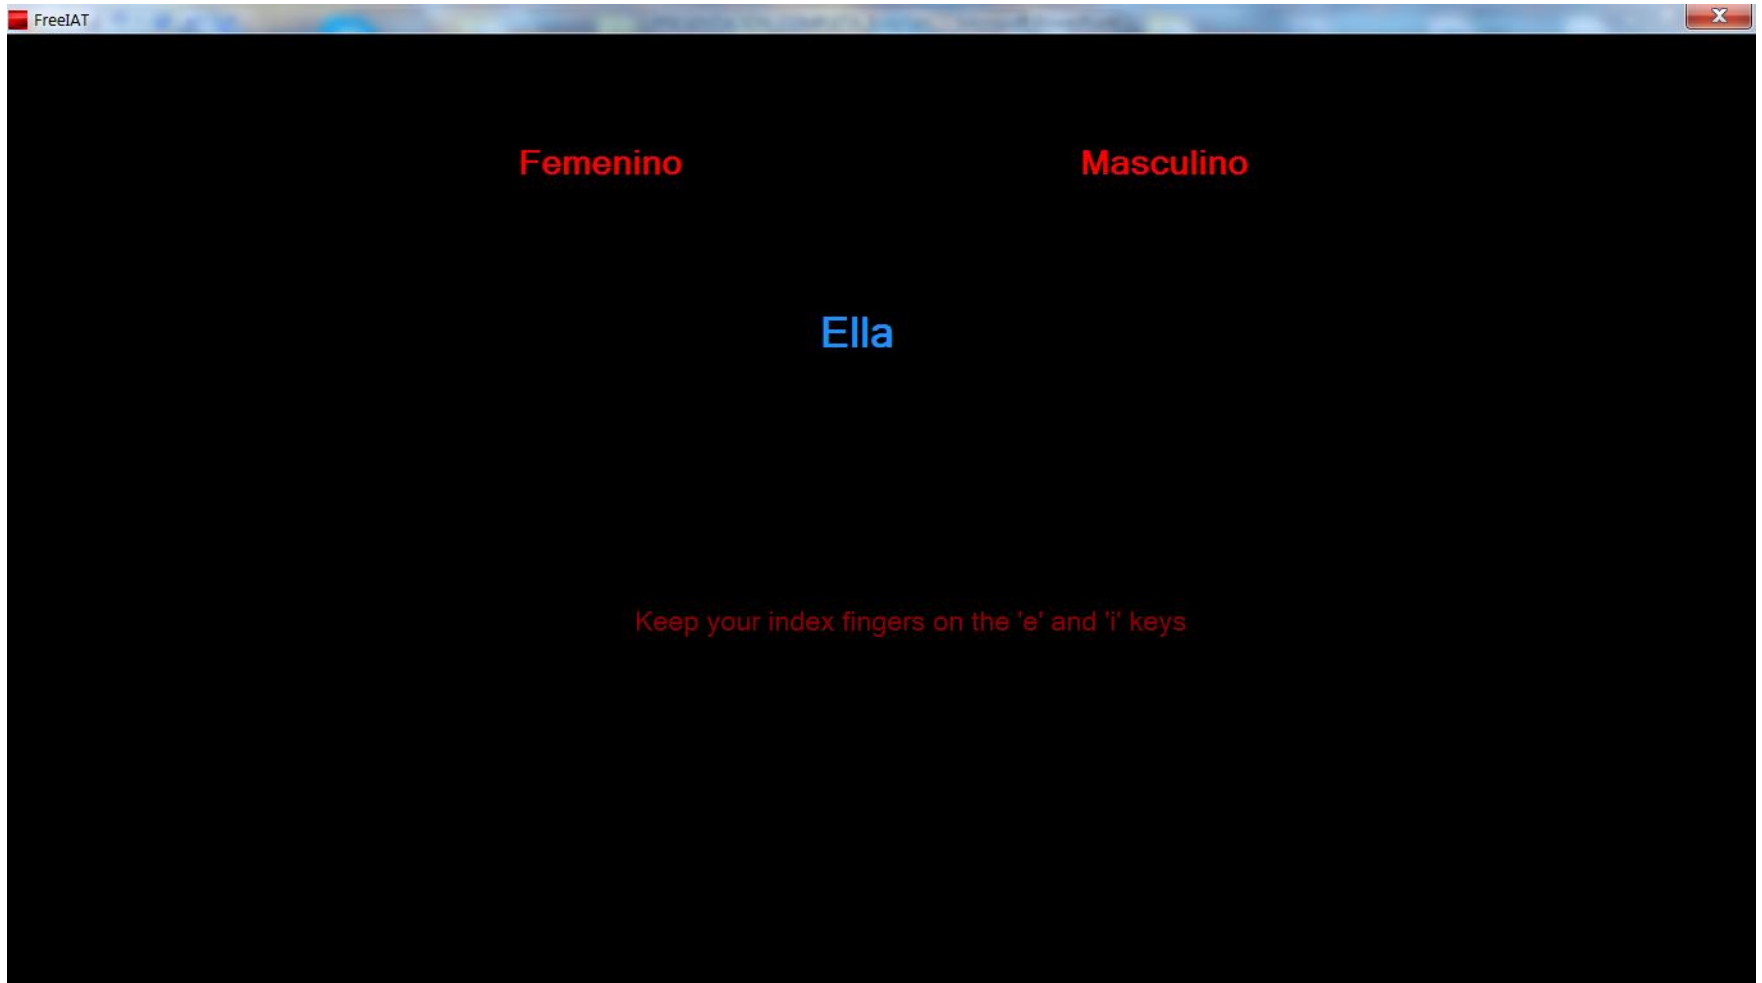 FreeIAT
Femenino Masculino
Ella
Keep your index fingers on the 'e' and 'i' keys